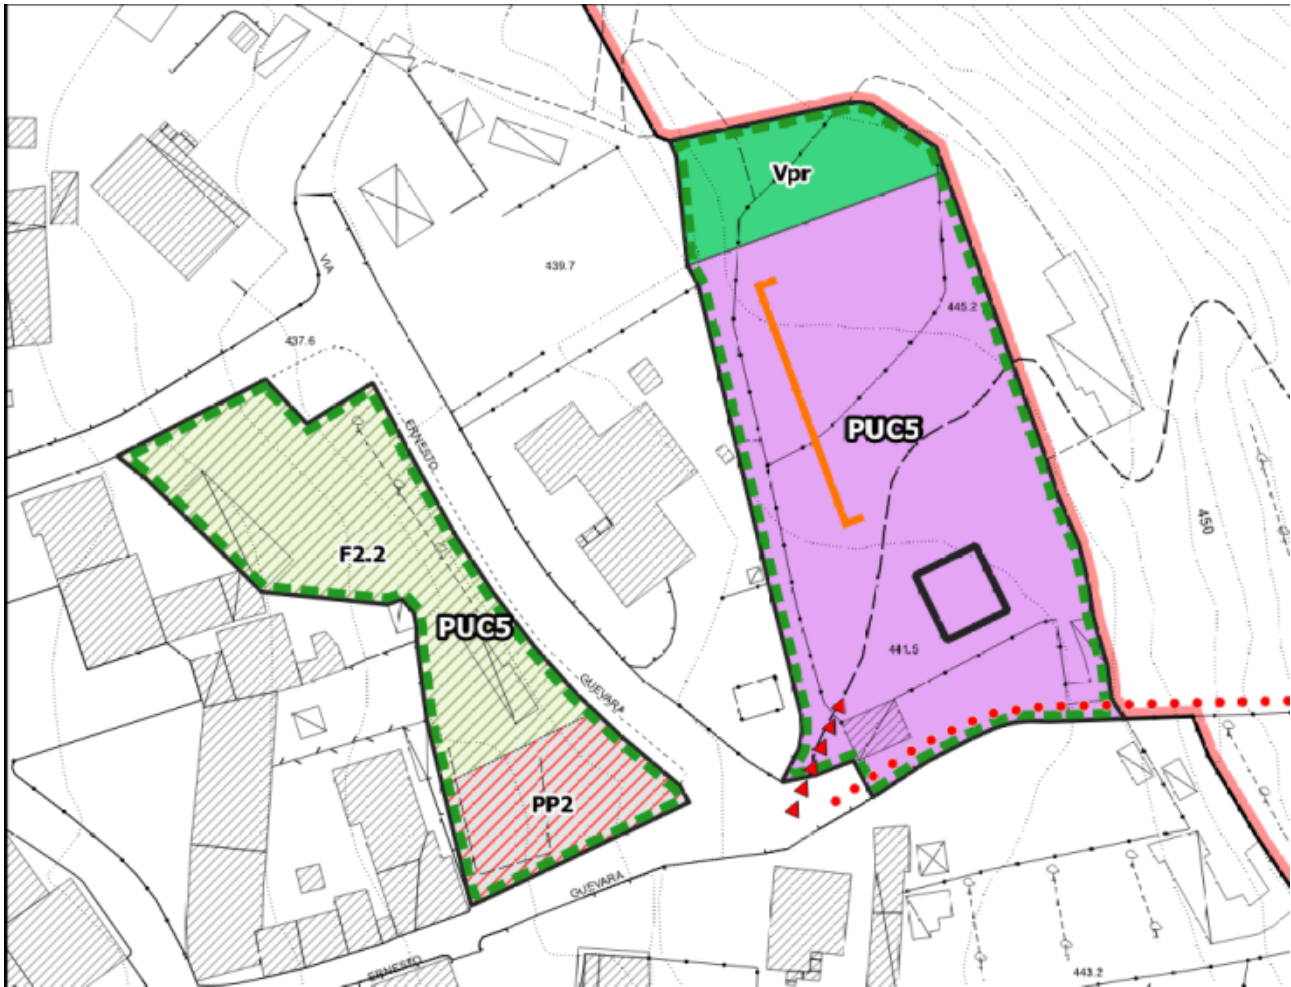 Vpr
VIA
439.7
445.2
437.6
ERNESTO
PUC5
450
F2.2
PUC5
441.5
GUEVARA
PP2
GUEVARA
ERNESTO
443.2